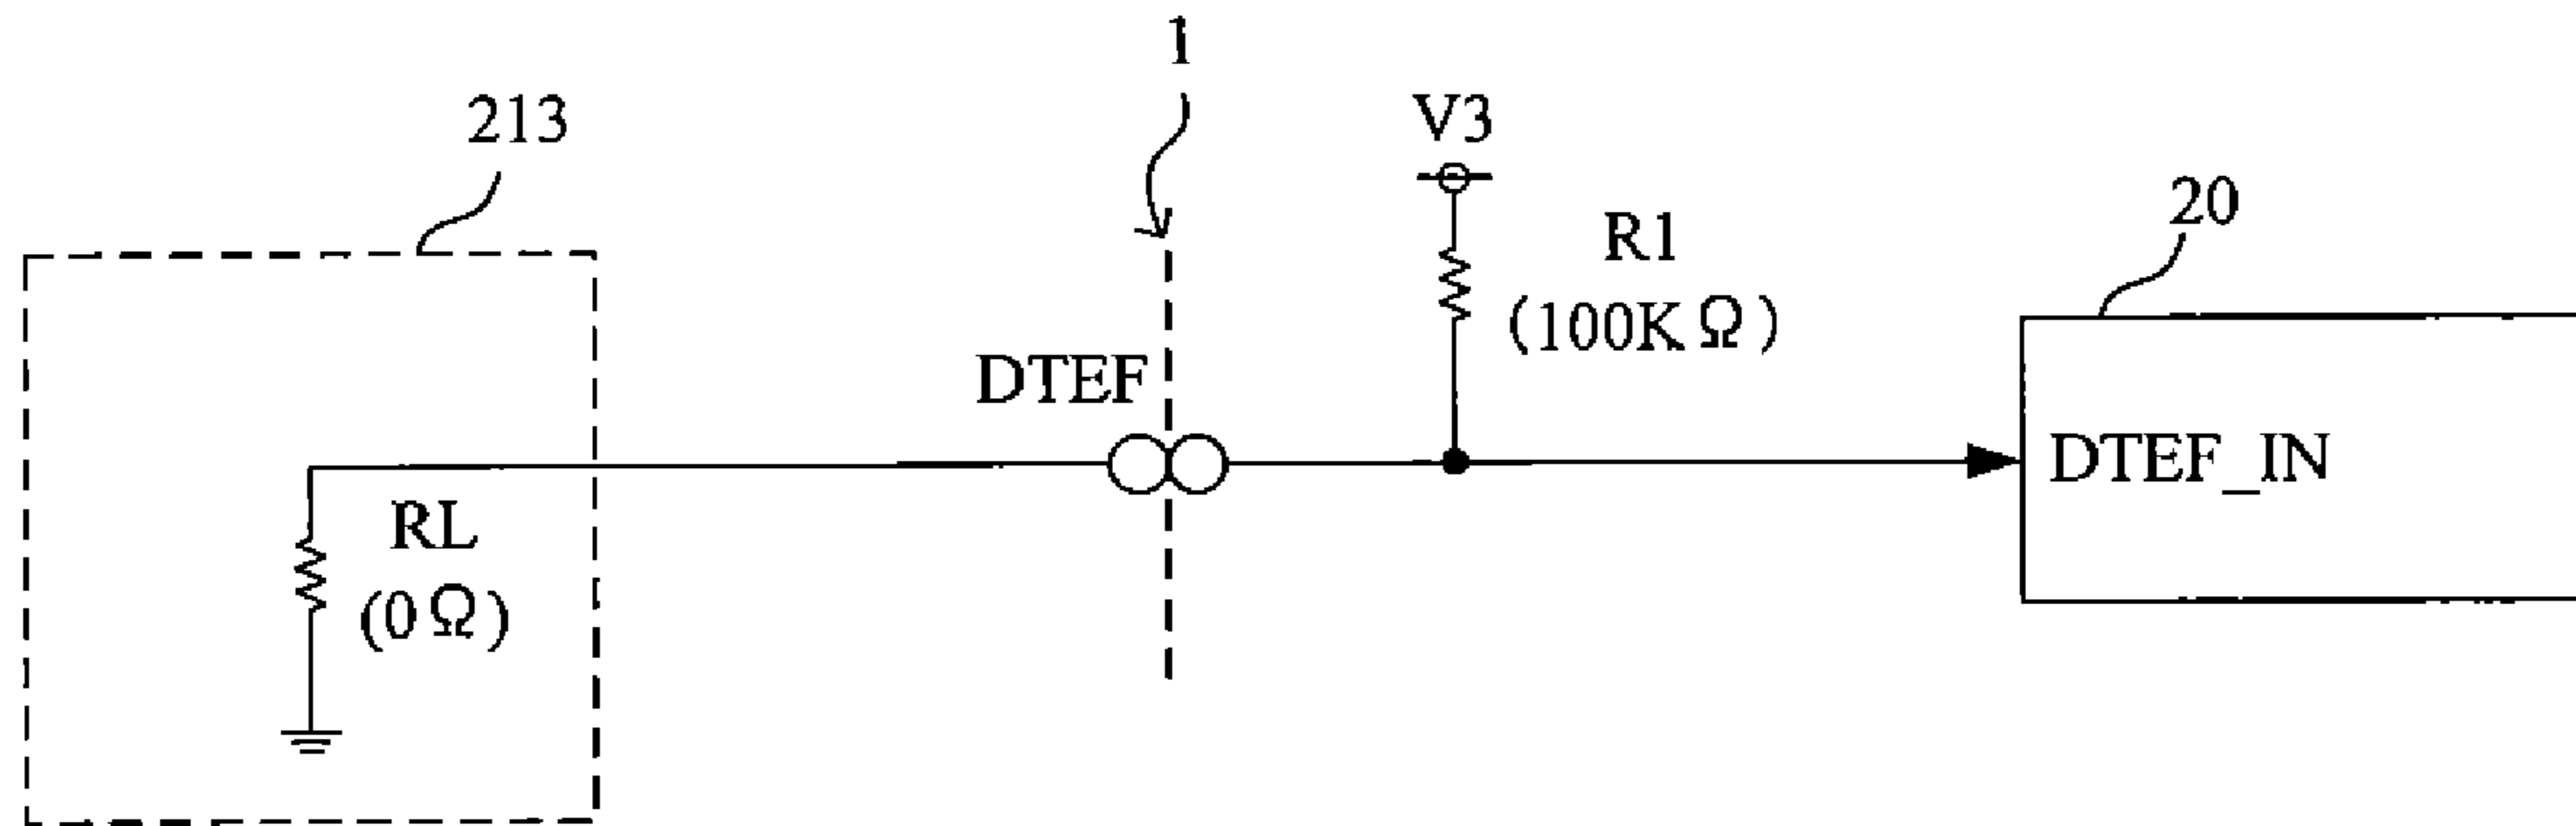 1
213
V3
20
R1
(100KΩ)
DTEF
DTEF_IN
RL
(0Ω)